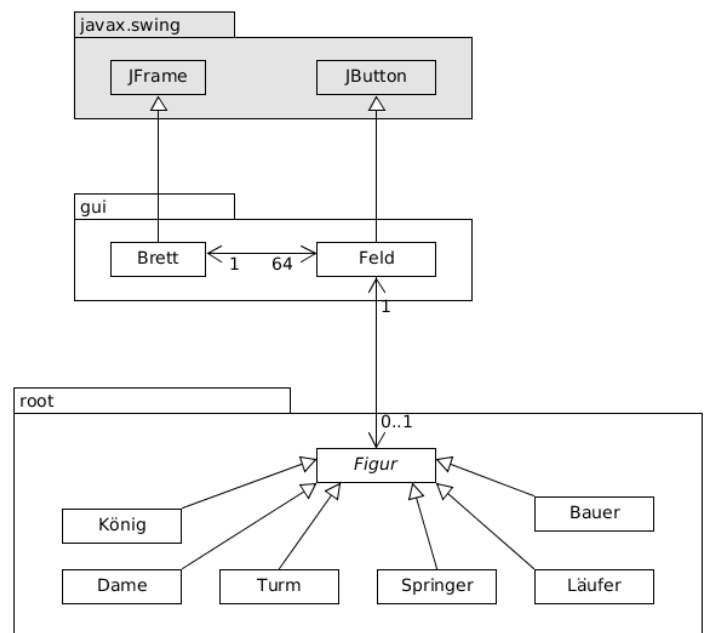 javax.swing
JFrame
JButton
gui
Brett
1
64
Feld
1
root
0..1
Figur
König
Bauer
Dame
Turm
Springer
Läufer